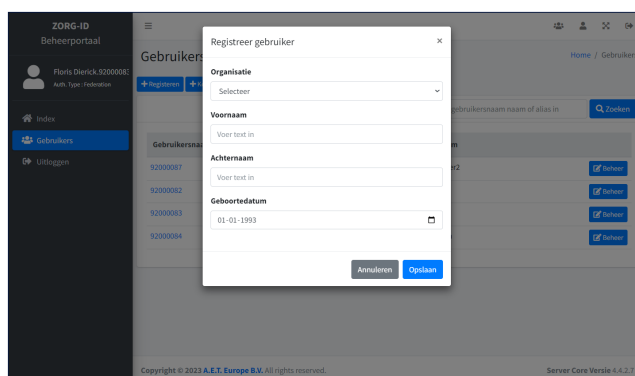 ZORG-ID
Beheerportaal
Floris Dierick.9200008
Auth. Type : Federation
Index
Gebruikers
Uitloggen
Gebruikers
Home / Gebruiker
+ Registeren
gebruikersnaam naam of alias in
Zoeken
Gebruikersnaa
m
92000087
er2
Beheer
92000082
Beheer
92000083
Beheer
92000084
Beheer
Registreer gebruiker
×
Organisatie
Selecteer
Voornaam
Voer text in
Achternaam
Voer text in
Geboortedatum
01-01-1993
Annuleren
Opslaan
Copyright © 2023 A.E.T. Europe B.V. All rights reserved.
Server Core Versie 4.4.2.